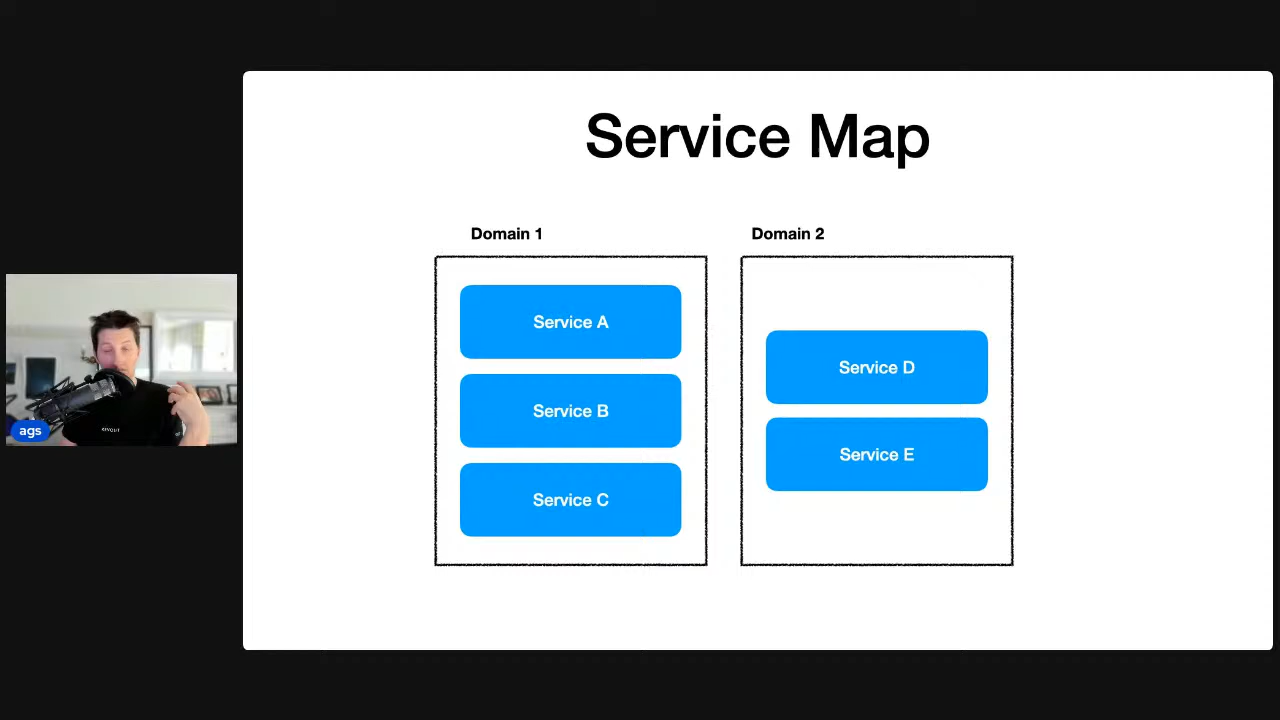 Service Map
Domain 1
Service A
Service B
Service C
Domain 2
Service D
Service E
ags